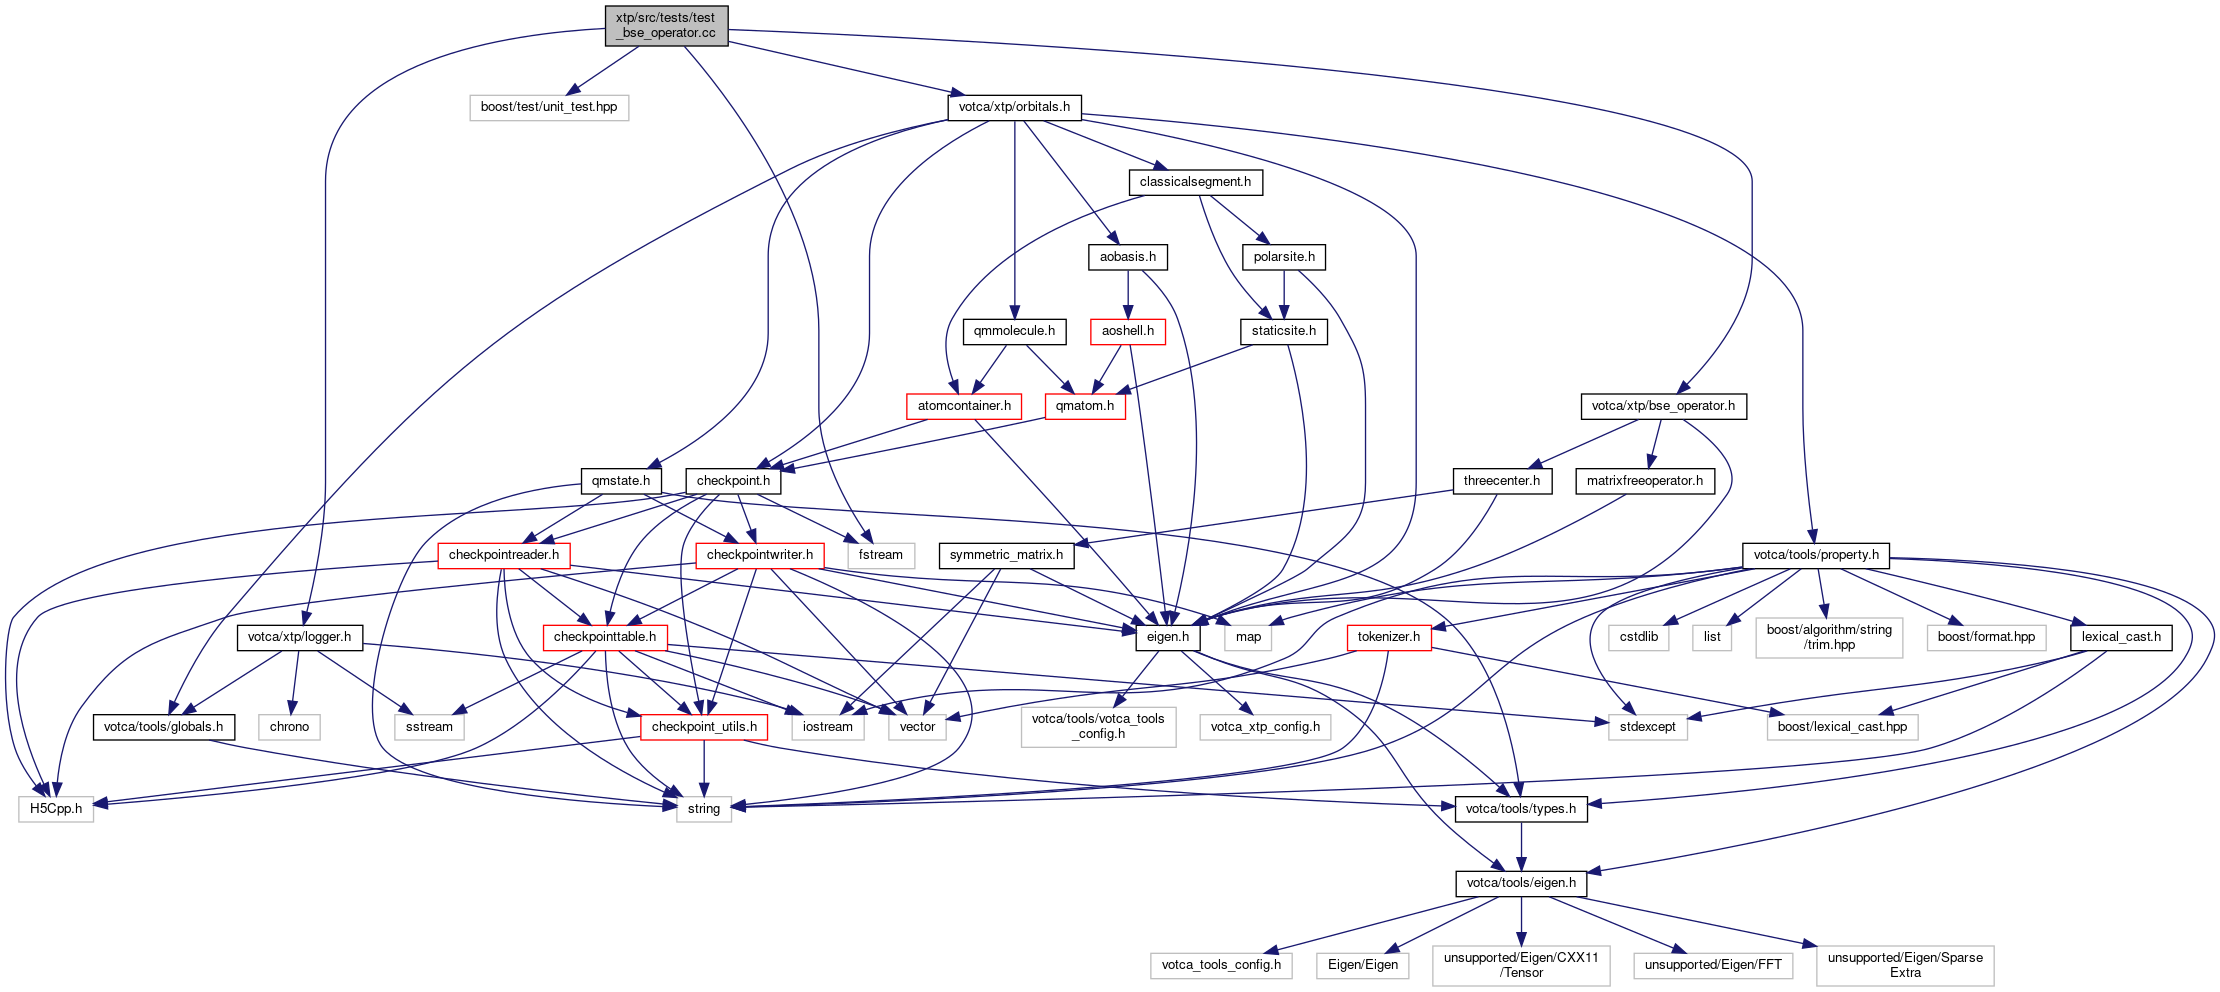 xtp/src/tests/test
_bse_operator.cc
boost/test/unit_test.hpp
votca/xtp/orbitals.h
classicalsegment.h
aobasis.h
polarsite.h
qmmolecule.h
aoshell.h
staticsite.h
atomcontainer.h
qmatom.h
votca/xtp/bse_operator.h
qmstate.h
checkpoint.h
threecenter.h
matrixfreeoperator.h
checkpointreader.h
checkpointwriter.h
fstream
symmetric_matrix.h
votca/tools/property.h
votca/xtp/logger.h
checkpointtable.h
eigen.h
map
tokenizer.h
cstdlib
list
boost/algorithm/string
/trim.hpp
boost/format.hpp
lexical_cast.h
votca/tools/globals.h
chrono
sstream
checkpoint_utils.h
iostream
vector
votca/tools/votca_tools
_config.h
votca_xtp_config.h
stdexcept
boost/lexical_cast.hpp
H5Cpp.h
string
votca/tools/types.h
votca/tools/eigen.h
votca_tools_config.h
Eigen/Eigen
unsupported/Eigen/CXX11
/Tensor
unsupported/Eigen/FFT
unsupported/Eigen/Sparse
Extra